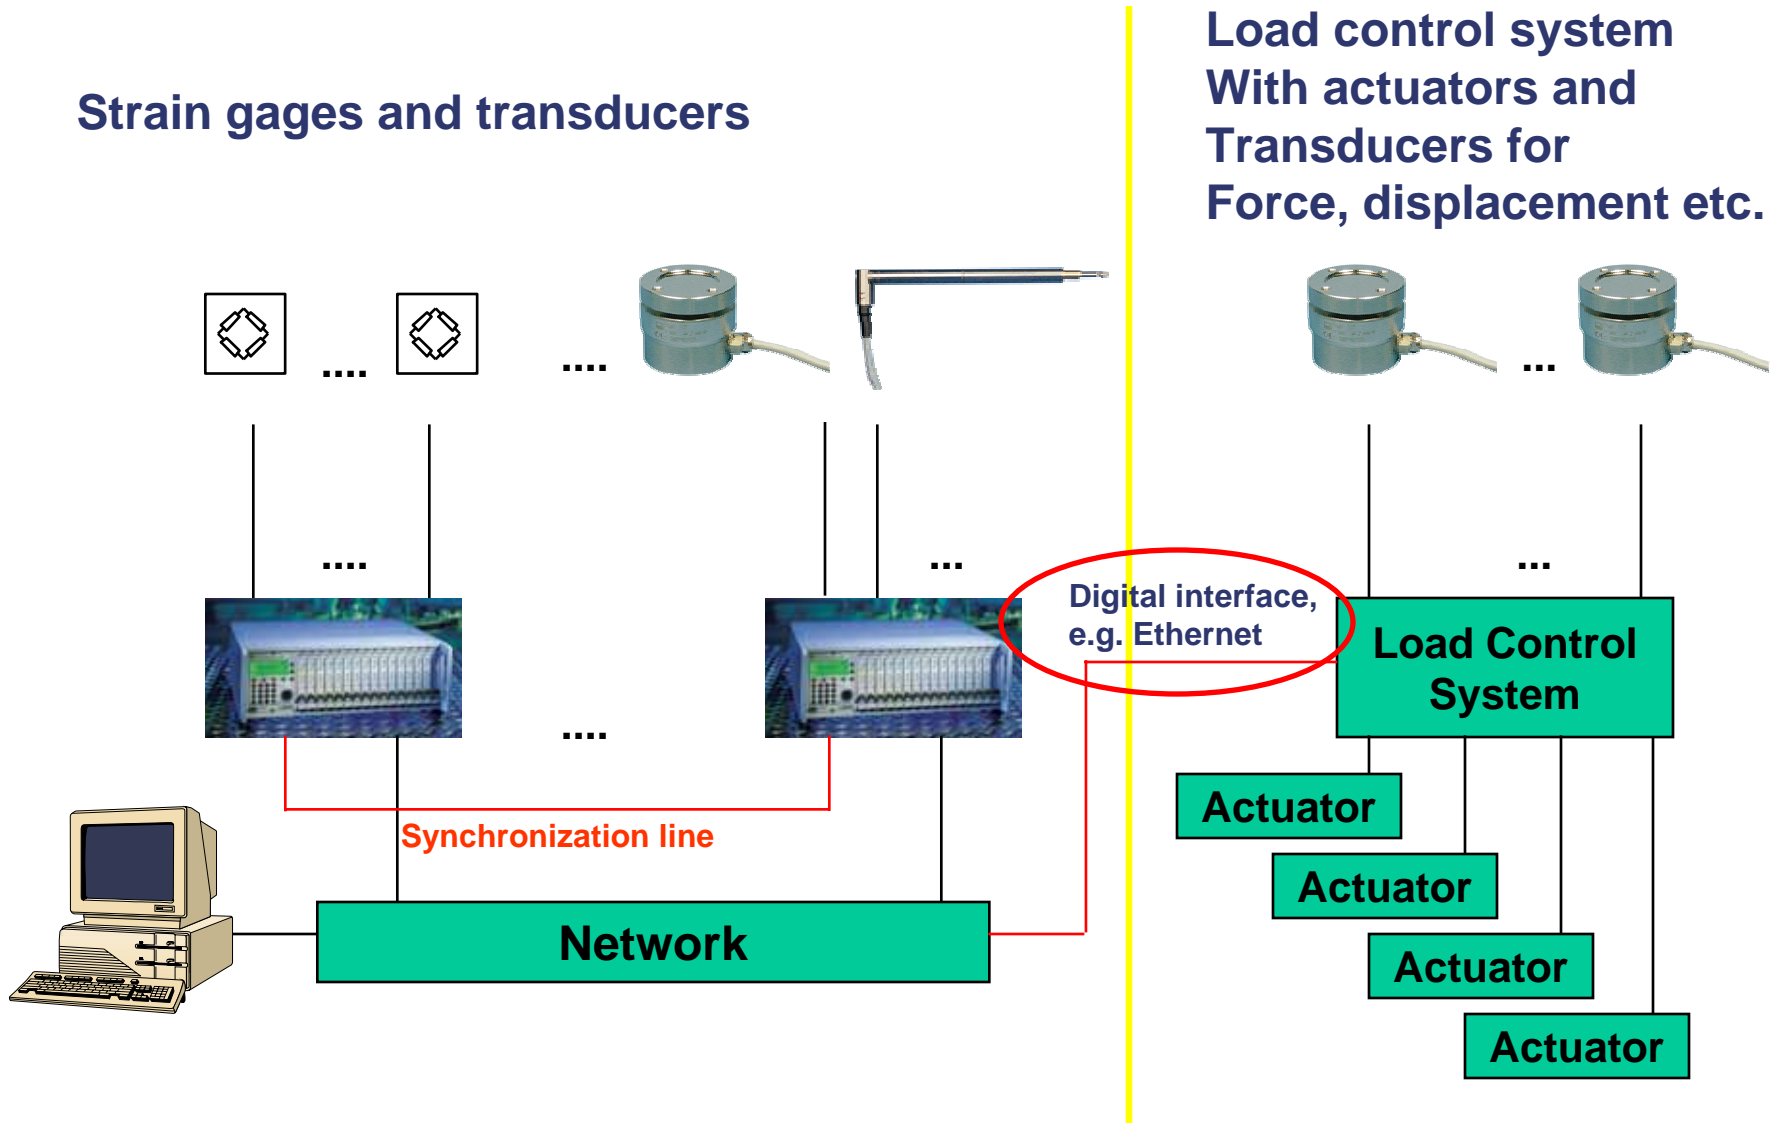 Load control system
With actuators and
Transducers for
Force, displacement etc.
Strain gages and transducers
....
....
...
....
...
...
Digital interface,
e.g. Ethernet
Load Control
System
....
Synchronization line
Actuator
Actuator
Network
Actuator
Actuator